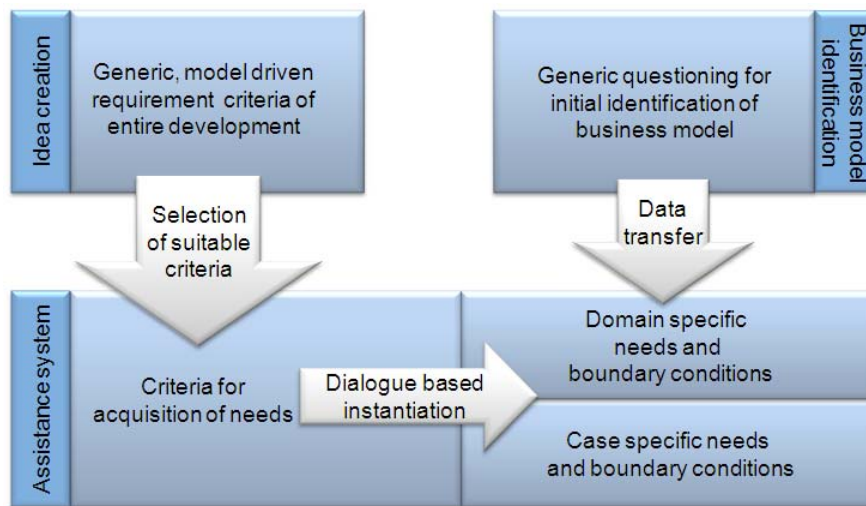 Idea creation
Generic, model driven
requirement criteria of
entire development
Generic questioning for
initial identification of
business model
Business model
identification
Selection
of suitable
criteria
Data
transfer
Assistance system
Criteria for
acquisition of needs
Dialogue based
instantiation
Domain specific
needs and
boundary conditions
Case specific needs
and boundary conditions